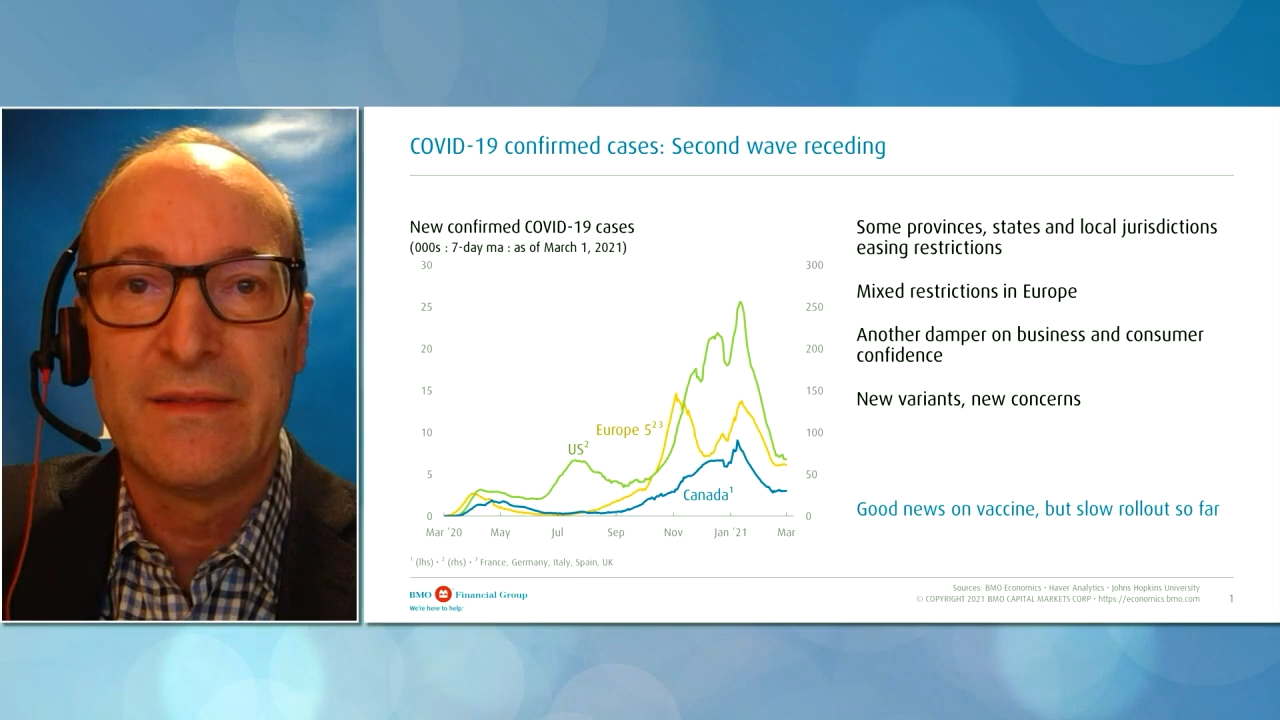 COVID-19 confirmed cases: Second wave receding
New confirmed COVID-19 cases
(000s : 7-day ma : as of March 1, 2021)
30
25
20
15
10
5
0
300
250
200
150
100
50
0
Europe 5²³
US²
Canada¹
Mar '20
May
Jul
Sep
Nov
Jan '21
Mar
¹ (lhs) • ² (rhs) • ³ France, Germany, Italy, Spain, UK
Some provinces, states and local jurisdictions
easing restrictions
Mixed restrictions in Europe
Another damper on business and consumer
confidence
New variants, new concerns
Good news on vaccine, but slow rollout so far
BMO Financial Group
We're here to help.
Sources: BMO Economics • Haver Analytics • Johns Hopkins University
© COPYRIGHT 2021 BMO CAPITAL MARKETS CORP • https://economics.bmo.com
1